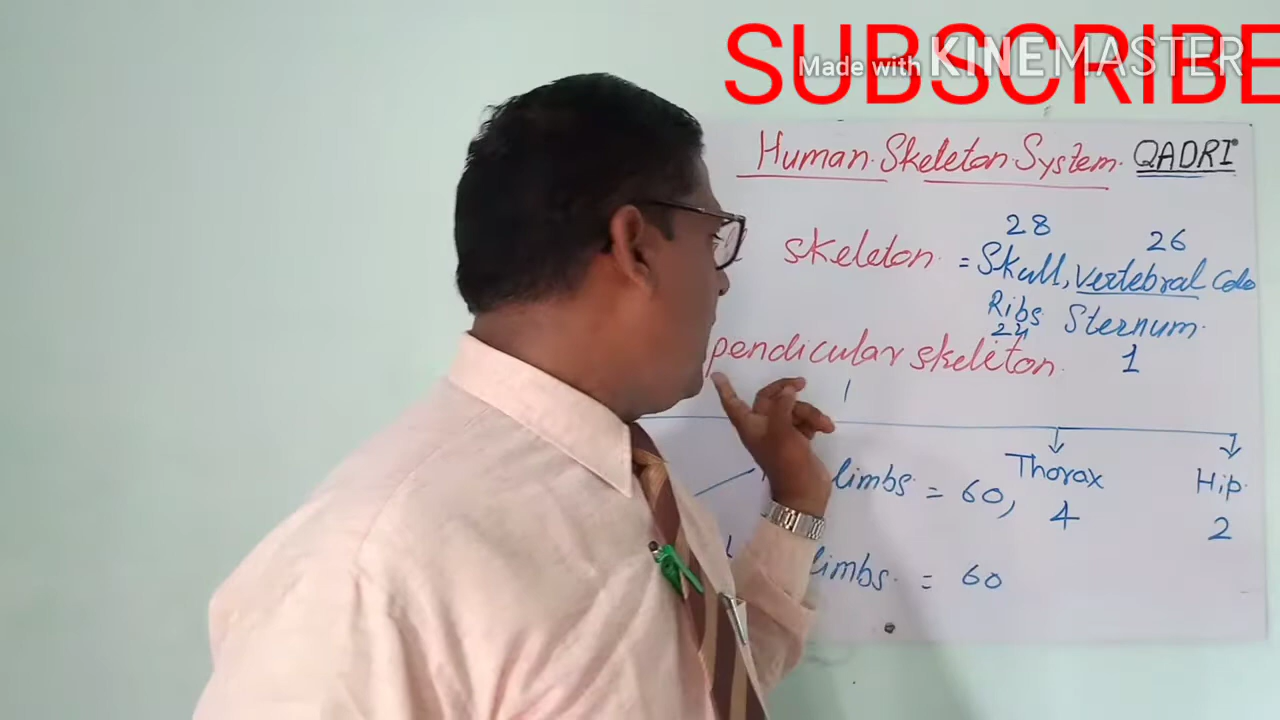 SUBSCRIBE
Made with KINEMASTER
Human Skeleton System. QADRI
28 26
skeleton = Skull, vertebral Colo
Ribs Sternum.
24 1
pendicular skeleton.
limbs = 60, Thorax Hip.
4 2
limbs = 60